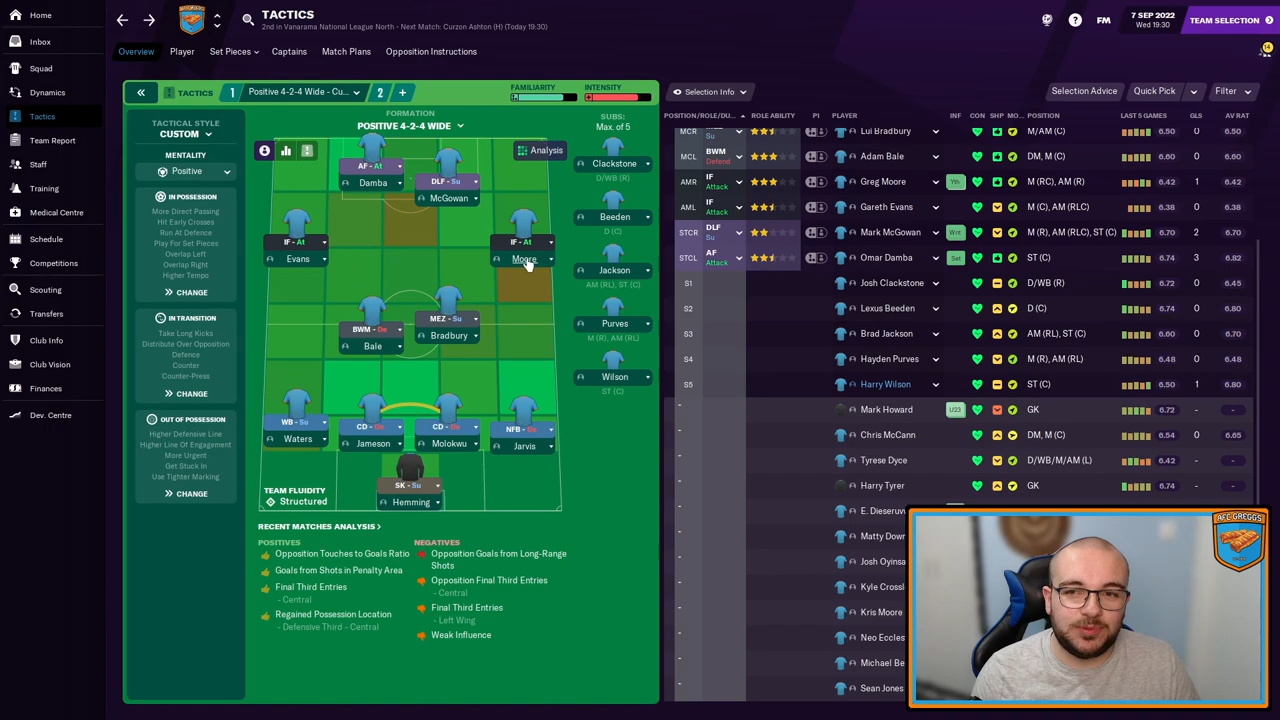 Home
Inbox
Squad
Dynamics
Tactics
Team Report
Staff
Training
Medical Centre
Schedule
Competitions
Scouting
Transfers
Club Info
Club Vision
Finances
Dev. Centre
TACTICS
2nd in Vanarama National League North - Next Match: Curzon Ashton (H) (Today 19:30)
FM
7 SEP 2022
Wed 19:30
TEAM SELECTION
14
Overview
Player
Set Pieces
Captains
Match Plans
Opposition Instructions
TACTICS
1
Positive 4-2-4 Wide - Cu...
2
FAMILIARITY
INTENSITY
TACTICAL STYLE
CUSTOM
MENTALITY
Positive
IN POSSESSION
More Direct Passing
Hit Early Crosses
Run At Defence
Play For Set Pieces
Overlap Left
Overlap Right
Higher Tempo
CHANGE
IN TRANSITION
Take Long Kicks
Distribute Over Opposition
Defence
Counter
Counter-Press
CHANGE
OUT OF POSSESSION
Higher Defensive Line
Higher Line Of Engagement
More Urgent
Get Stuck In
Use Tighter Marking
CHANGE
FORMATION
POSITIVE 4-2-4 WIDE
Analysis
AF - At
Damba
DLF - Su
McGowan
IF - At
Evans
IF - At
Moore
BWM - De
Bale
MEZ - Su
Bradbury
WB - Su
Waters
CD - De
Jameson
CD - De
Molokwu
NFB - De
Jarvis
SK - Su
Hemming
TEAM FLUIDITY
Structured
SUBS:
Max. of 5
Clackstone
D/WB (R)
Beeden
D (C)
Jackson
AM (RL), ST (C)
Purves
M (R), AM (RL)
Wilson
ST (C)
RECENT MATCHES ANALYSIS
POSITIVES
Opposition Touches to Goals Ratio
Goals from Shots in Penalty Area
Final Third Entries
- Central
Regained Possession Location
- Defensive Third - Central
NEGATIVES
Opposition Goals from Long-Range
Shots
Opposition Final Third Entries
- Central
Final Third Entries
- Left Wing
Weak Influence
Selection Info
Selection Advice
Quick Pick
Filter
POSITION/ROLE/DU...
ROLE ABILITY
PI
PLAYER
INF
CON
SHP
MO...
POSITION
LAST 5 GAMES
GLS
AV RAT
MCR
Lui Bradbury
M/AM (C)
6.50
0
6.50
MCL
BWM
Defend
Adam Bale
DM, M (C)
6.50
0
6.50
AMR
IF
Attack
Greg Moore
Yth
M (RC), AM (R)
6.42
1
6.42
AML
IF
Attack
Gareth Evans
M (C), AM (RLC)
6.38
0
6.38
STCR
DLF
Su
Mark McGowan
Wnt
M (R), AM (RLC), ST (C)
6.70
2
6.70
STCL
AF
Attack
Omar Damba
Set
ST (C)
6.74
3
6.82
S1
Josh Clackstone
D/WB (R)
6.72
0
6.45
S2
Lexus Beeden
D (C)
6.74
0
6.80
S3
Brad Jackson
AM (RL), ST (C)
6.60
0
6.70
S4
Hayden Purves
M (R), AM (RL)
6.48
0
6.48
S5
Harry Wilson
ST (C)
6.50
1
6.80
-
Mark Howard
U23
GK
6.72
-
-
-
Chris McCann
DM, M (C)
6.54
0
6.65
-
Tyrese Dyce
D/WB/M/AM (L)
6.42
-
-
-
Harry Tyrer
GK
6.74
-
-
-
E. Dieseruv
-
Matty Down
-
Josh Oyinsa
-
Kyle Crossl
-
Kris Moore
-
Neo Eccles
-
Michael Be
-
Sean Jones
AFC GREGGS